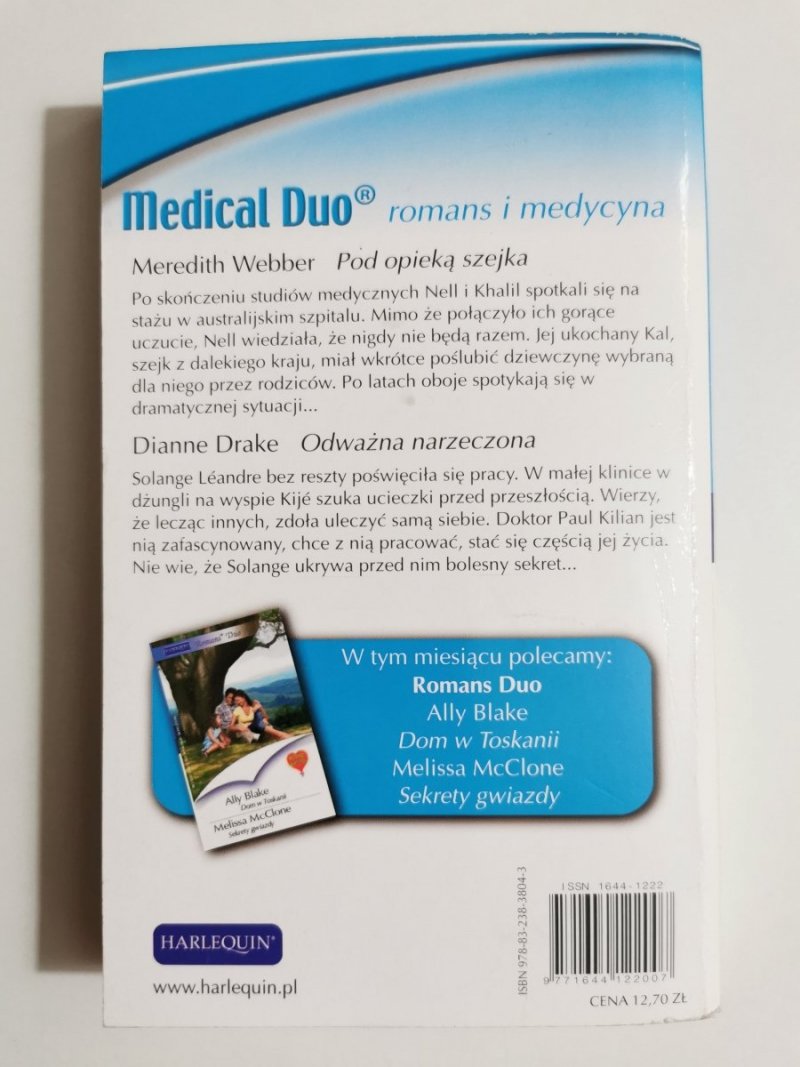 Medical Duo® romans i medycyna
Meredith Webber Pod opieką szejka
Po skończeniu studiów medycznych Nell i Khalil spotkali się na
stażu w australijskim szpitalu. Mimo że połączyło ich gorące
uczucie, Nell wiedziała, że nigdy nie będą razem. Jej ukochany Kal,
szejk z dalekiego kraju, miał wkrótce poślubić dziewczynę wybraną
dla niego przez rodziców. Po latach oboje spotykają się w
dramatycznej sytuacji...
Dianne Drake Odważna narzeczona
Solange Léandre bez reszty poświęciła się pracy. W małej klinice w
dżungli na wyspie Kijé szuka ucieczki przed przeszłością. Wierzy,
że lecząc innych, zdoła uleczyć samą siebie. Doktor Paul Kilian jest
nią zafascynowany, chce z nią pracować, stać się częścią jej życia.
Nie wie, że Solange ukrywa przed nim bolesny sekret...
Romans Duo
Ally Blake
Dom w Toskanii
Melissa McClone
Sekrety gwiazdy
W tym miesiącu polecamy:
Romans Duo
Ally Blake
Dom w Toskanii
Melissa McClone
Sekrety gwiazdy
HARLEQUIN®
www.harlequin.pl
ISBN 978-83-238-3804-3
ISSN 1644-1222
9 771644 122007
CENA 12,70 ZŁ